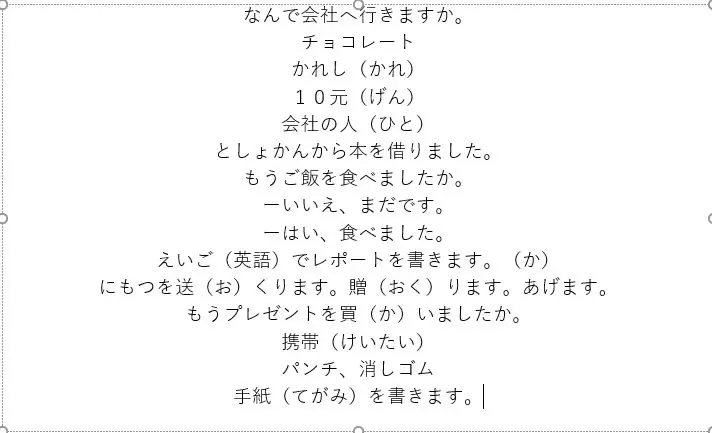 なんで会社へ行きますか。
チョコレート
かれし（かれ）
１０元（げん）
会社の人（ひと）
としょかんから本を借りました。
もうご飯を食べましたか。
ーいいえ、まだです。
ーはい、食べました。
えいご（英語）でレポートを書きます。（か）
にもつを送（お）くります。贈（おく）ります。あげます。
もうプレゼントを買（か）いましたか。
携帯（けいたい）
パンチ、消しゴム
手紙（てがみ）を書きます。